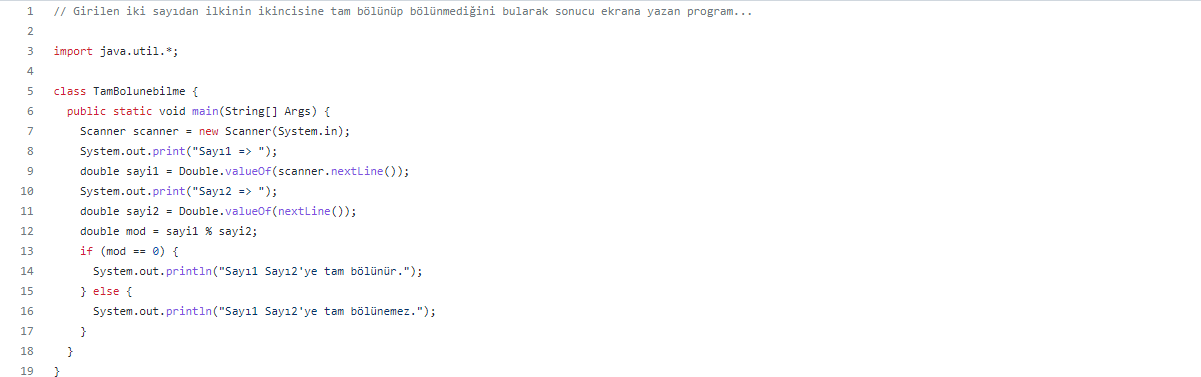 1 // Girilen iki sayıdan ilkinin ikincisine tam bölünüp bölünmediğini bularak sonucu ekrana yazan program...
2
3 import java.util.*;
4
5 class TamBolunebilme {
6 public static void main(String[] Args) {
7 Scanner scanner = new Scanner(System.in);
8 System.out.print("Sayı1 => ");
9 double sayi1 = Double.valueOf(scanner.nextLine());
10 System.out.print("Sayı2 => ");
11 double sayi2 = Double.valueOf(nextLine());
12 double mod = sayi1 % sayi2;
13 if (mod == 0) {
14 System.out.println("Sayı1 Sayı2'ye tam bölünür.");
15 } else {
16 System.out.println("Sayı1 Sayı2'ye tam bölünemez.");
17 }
18 }
19 }